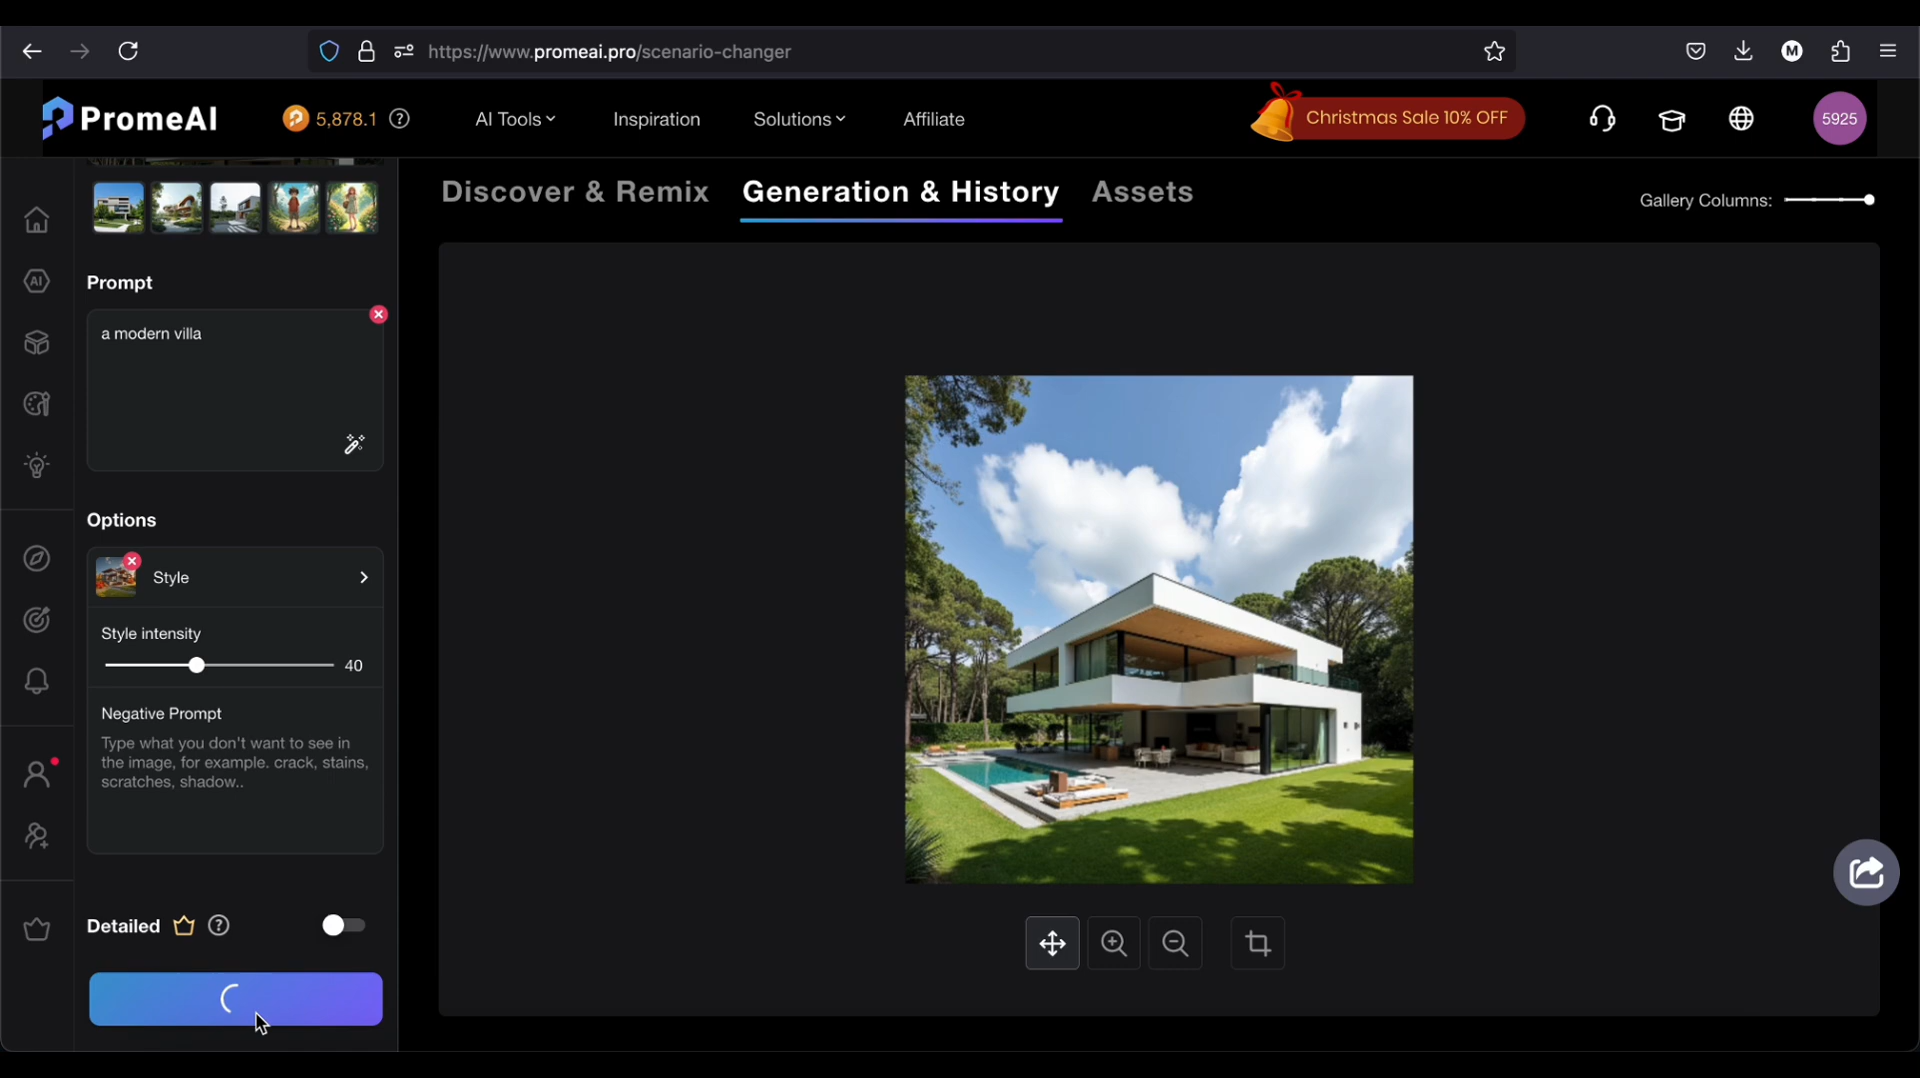 https://www.promeai.pro/scenario-changer
PromeAI
5,878.1
AI Tools
Inspiration
Solutions
Affiliate
Christmas Sale 10% OFF
5925
M
Discover & Remix
Generation & History
Assets
Gallery Columns:
AI
Prompt
a modern villa
Options
Style
Style intensity
40
Negative Prompt
Type what you don't want to see in
the image, for example. crack, stains,
scratches, shadow..
Detailed